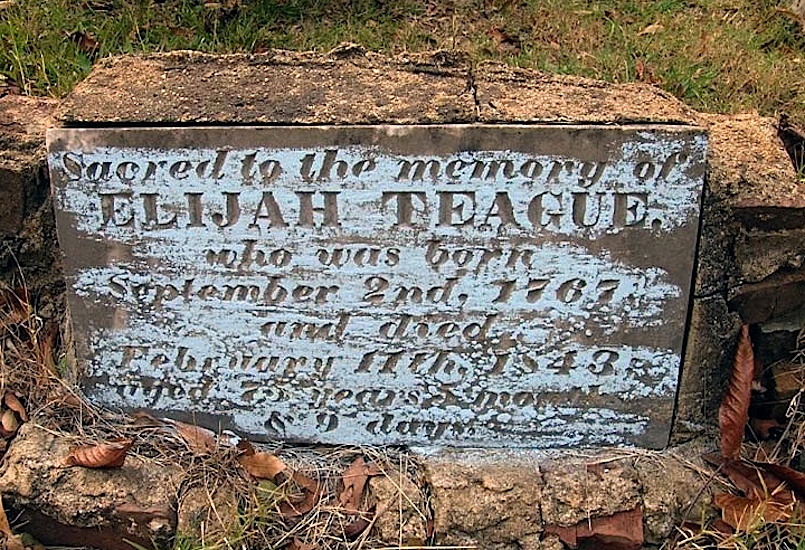 Sacred to the memory of
ELIJAH TEAGUE,
who was born
September 2nd, 1767,
and died
February 11th, 1843,
aged 75 years 5 months
& 9 days